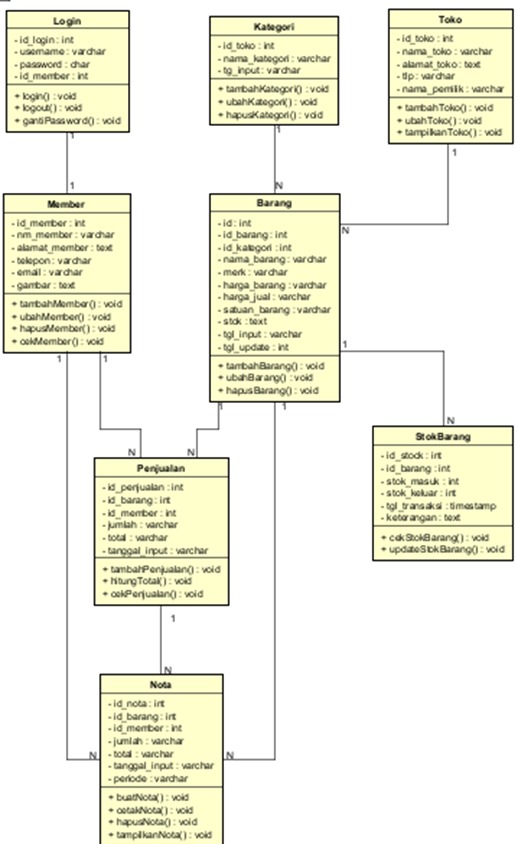 Login
- id_login : int
- username : varchar
- password : char
- id_member : int
+ login() : void
+ logout() : void
+ gantiPassword() : void
1
1
Kategori
- id_toko : int
- nama_kategori : varchar
- tg_input : varchar
+ tambahKategori() : void
+ ubahKategori() : void
+ hapusKategori() : void
1
N
Toko
- id_toko : int
- nama_toko : varchar
- alamat_toko : text
- tlp : varchar
- nama_pemilik : varchar
+ tambahToko() : void
+ ubahToko() : void
+ tampilkanToko() : void
1
N
Member
- id_member : int
- nm_member : varchar
- alamat_member : text
- telepon : varchar
- email : varchar
- gambar : text
+ tambahMember() : void
+ ubahMember() : void
+ hapusMember() : void
+ cekMember() : void
1
1
Barang
- id : int
- id_barang : int
- id_kategori : int
- nama_barang : varchar
- merk : varchar
- harga_barang : varchar
- harga_jual : varchar
- satuan_barang : varchar
- stok : text
- tgl_input : varchar
- tgl_update : int
+ tambahBarang() : void
+ ubahBarang() : void
+ hapusBarang() : void
1
1
1
N
StokBarang
- id_stock : int
- id_barang : int
- stok_masuk : int
- stok_keluar : int
- tgl_transaksi : timestamp
- keterangan : text
+ cekStokBarang() : void
+ updateStokBarang() : void
N
N
Penjualan
- id_penjualan : int
- id_barang : int
- id_member : int
- jumlah : varchar
- total : varchar
- tanggal_input : varchar
+ tambahPenjualan() : void
+ hitungTotal() : void
+ cekPenjualan() : void
1
N
Nota
- id_nota : int
- id_barang : int
- id_member : int
- jumlah : varchar
- total : varchar
- tanggal_input : varchar
- periode : varchar
+ buatNota() : void
+ cetakNota() : void
+ hapusNota() : void
+ tampilkanNota() : void
N
N